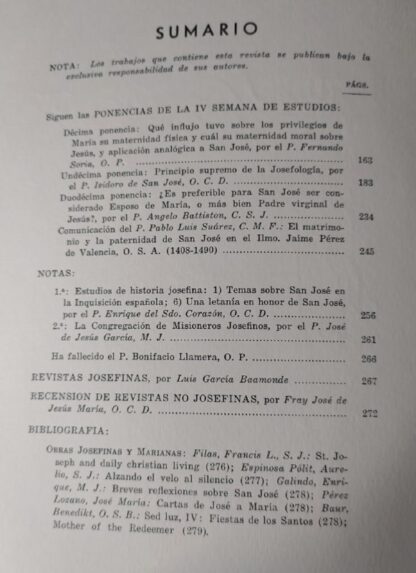 SUMARIO
NOTA: Los trabajos que contiene esta revista se publican bajo la
exclusiva responsabilidad de sus autores.
PÁGS.
Siguen las PONENCIAS DE LA IV SEMANA DE ESTUDIOS:
Décima ponencia: Qué influjo tuvo sobre los privilegios de
María su maternidad física y cuál su maternidad moral sobre
Jesús, y aplicación analógica a San José, por el P. Fernando
Soria, O. P. ........ 163
Undécima ponencia: Principio supremo de la Josefología, por
el P. Isidoro de San José, O. C. D. ........ 183
Duodécima ponencia: ¿Es preferible para San José ser con-
siderado Esposo de María, o más bien Padre virginal de
Jesús?, por el P. Angelo Battiston, C. S. J. ........ 234
Comunicación del P. Pablo Luis Suárez, C. M. F.: El matrimo-
nio y la paternidad de San José en el Ilmo. Jaime Pérez
de Valencia, O. S. A. (1408-1490) ........ 245
NOTAS:
1.ª: Estudios de historia josefina: 1) Temas sobre San José en
la Inquisición española; 6) Una letanía en honor de San José,
por el P. Enrique del Sdo. Corazón, O. C. D. ........ 256
2.ª: La Congregación de Misioneros Josefinos, por el P. José
de Jesús García, M. J. ........ 261
Ha fallecido el P. Bonifacio Llamera, O. P. ........ 266
REVISTAS JOSEFINAS, por Luis García Baamonde ........ 267
RECENSION DE REVISTAS NO JOSEFINAS, por Fray José de
Jesús María, O. C. D. ........ 272
BIBLIOGRAFIA:
OBRAS JOSEFINAS Y MARIANAS: Filas, Francis L., S. J.: St. Jo-
seph and daily christian living (276); Espinosa Pólit, Aure-
lio, S. J.: Alzando el velo al silencio (277); Galindo, Enri-
que, M. J.: Breves reflexiones sobre San José (278); Pérez
Lozano, José María: Cartas de José a María (278); Baur,
Benedikt, O. S. B.: Sed luz, IV: Fiestas de los Santos (278);
Mother of the Redeemer (279).